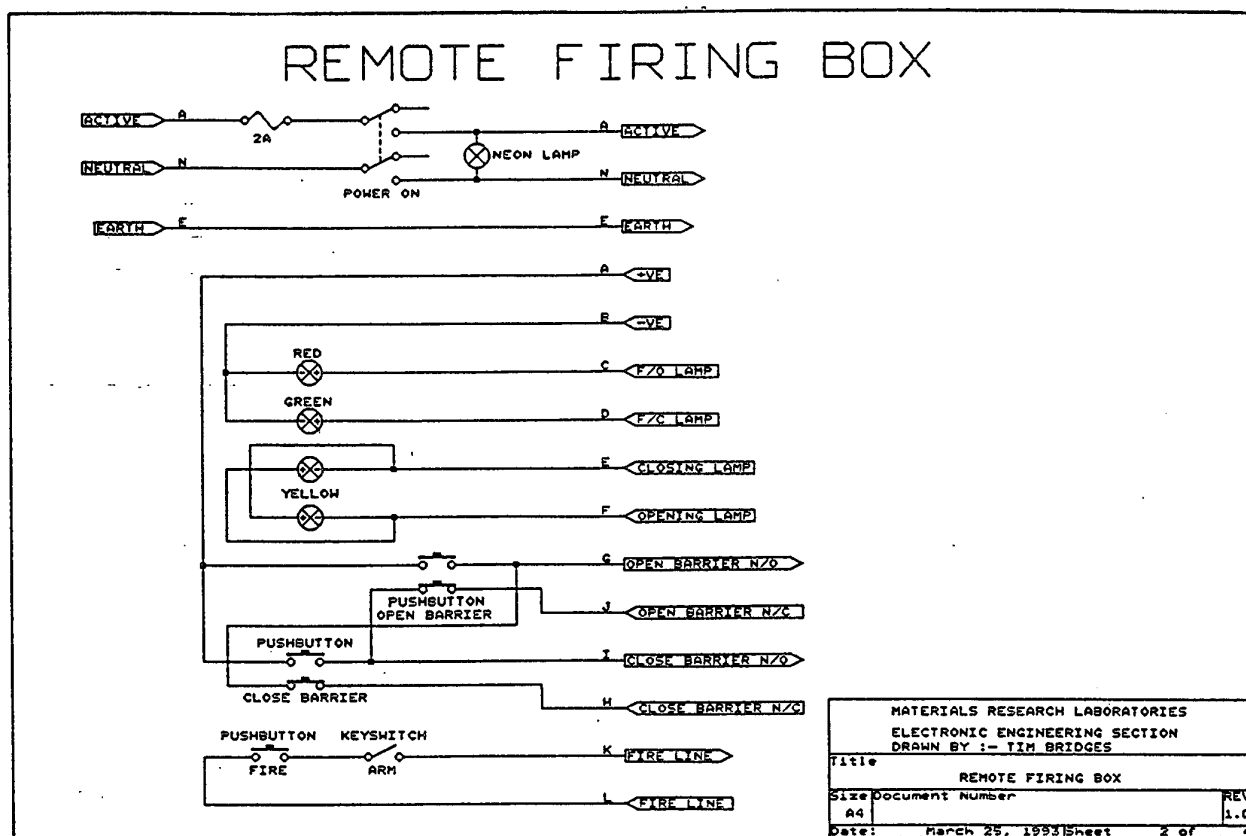 REMOTE FIRING BOX
ACTIVE A 2A A ACTIVE
NEON LAMP
NEUTRAL N N NEUTRAL
POWER ON
EARTH E E EARTH
A +VE
B -VE
RED
C F/O LAMP
GREEN
D F/C LAMP
E CLOSING LAMP
YELLOW
F OPENING LAMP
G OPEN BARRIER N/O
PUSHBUTTON
OPEN BARRIER
J OPEN BARRIER N/C
PUSHBUTTON
I CLOSE BARRIER N/O
CLOSE BARRIER
H CLOSE BARRIER N/C
PUSHBUTTON KEYSWITCH
K FIRE LINE
FIRE ARM
L FIRE LINE
MATERIALS RESEARCH LABORATORIES
ELECTRONIC ENGINEERING SECTION
DRAWN BY :- TIM BRIDGES
Title
REMOTE FIRING BOX
Size Document Number REV
A4 1.0
Date: March 25, 1993 Sheet 2 of